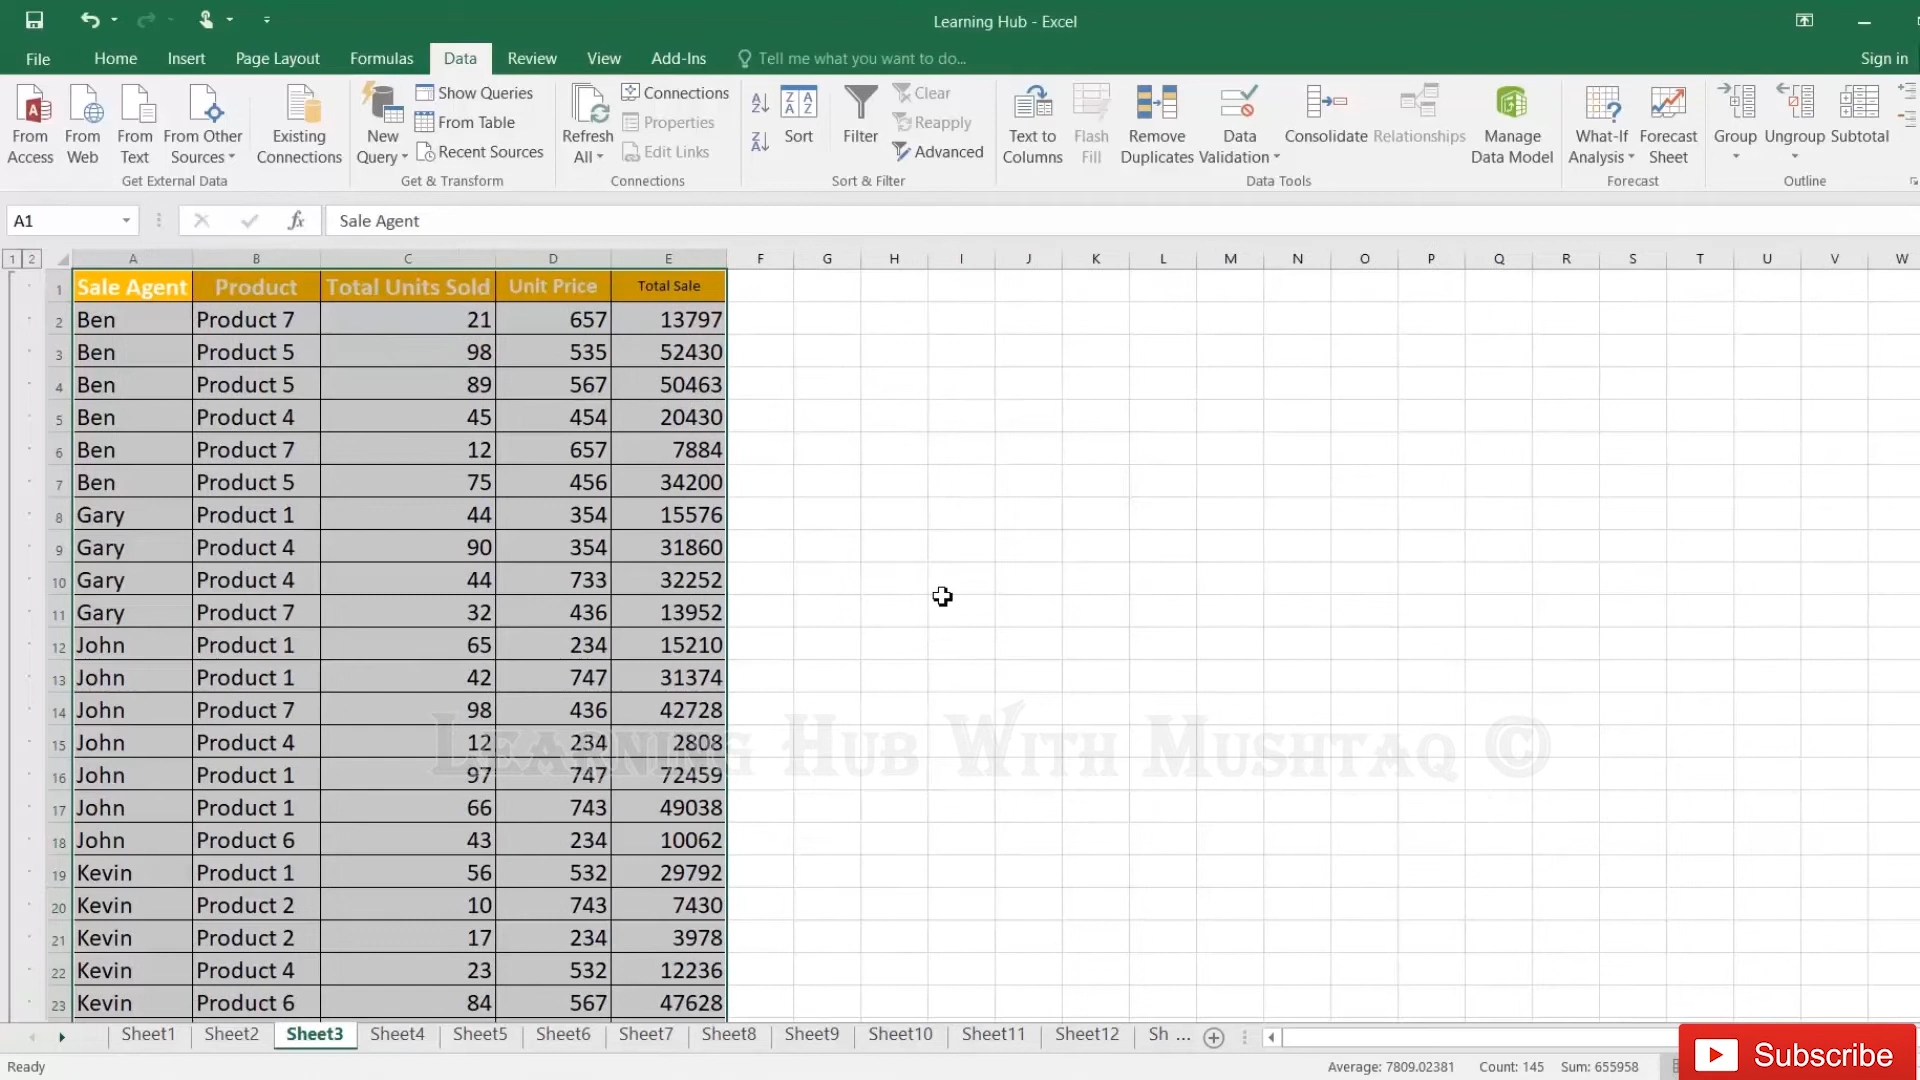 Learning Hub - Excel
File Home Insert Page Layout Formulas Data Review View Add-Ins Tell me what you want to do... Sign in
From Access
From Web
From Text
From Other Sources
Existing Connections
Get External Data
New Query
Show Queries
From Table
Recent Sources
Get & Transform
Refresh All
Connections
Properties
Edit Links
Connections
Sort
Filter
Clear
Reapply
Advanced
Sort & Filter
Text to Columns
Flash Fill
Remove Duplicates
Data Validation
Consolidate
Relationships
Manage Data Model
Data Tools
What-If Analysis
Forecast Sheet
Forecast
Group
Ungroup
Subtotal
Outline
A1 fx Sale Agent
1 2 A B C D E F G H I J K L M N O P Q R S T U V W
1 Sale Agent Product Total Units Sold Unit Price Total Sale
2 Ben Product 7 21 657 13797
3 Ben Product 5 98 535 52430
4 Ben Product 5 89 567 50463
5 Ben Product 4 45 454 20430
6 Ben Product 7 12 657 7884
7 Ben Product 5 75 456 34200
8 Gary Product 1 44 354 15576
9 Gary Product 4 90 354 31860
10 Gary Product 4 44 733 32252
11 Gary Product 7 32 436 13952
12 John Product 1 65 234 15210
13 John Product 1 42 747 31374
14 John Product 7 98 436 42728
15 John Product 4 12 234 2808
Learning Hub With Mushtaq ©
16 John Product 1 97 747 72459
17 John Product 1 66 743 49038
18 John Product 6 43 234 10062
19 Kevin Product 1 56 532 29792
20 Kevin Product 2 10 743 7430
21 Kevin Product 2 17 234 3978
22 Kevin Product 4 23 532 12236
23 Kevin Product 6 84 567 47628
Sheet1 Sheet2 Sheet3 Sheet4 Sheet5 Sheet6 Sheet7 Sheet8 Sheet9 Sheet10 Sheet11 Sheet12 Sh ...
Ready Average: 7809.02381 Count: 145 Sum: 655958
Subscribe